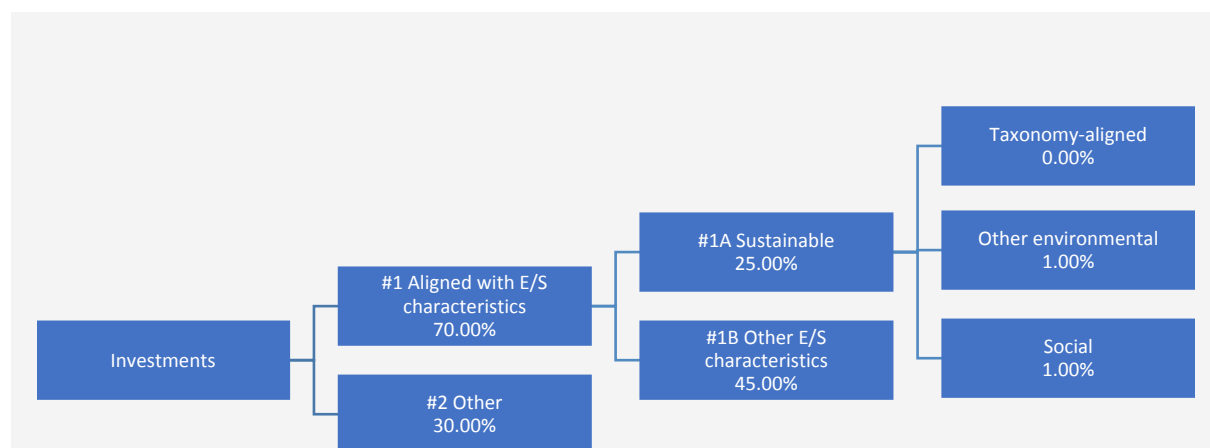 Investments
#1 Aligned with E/S
characteristics
70.00%
#2 Other
30.00%
#1A Sustainable
25.00%
#1B Other E/S
characteristics
45.00%
Taxonomy-aligned
0.00%
Other environmental
1.00%
Social
1.00%